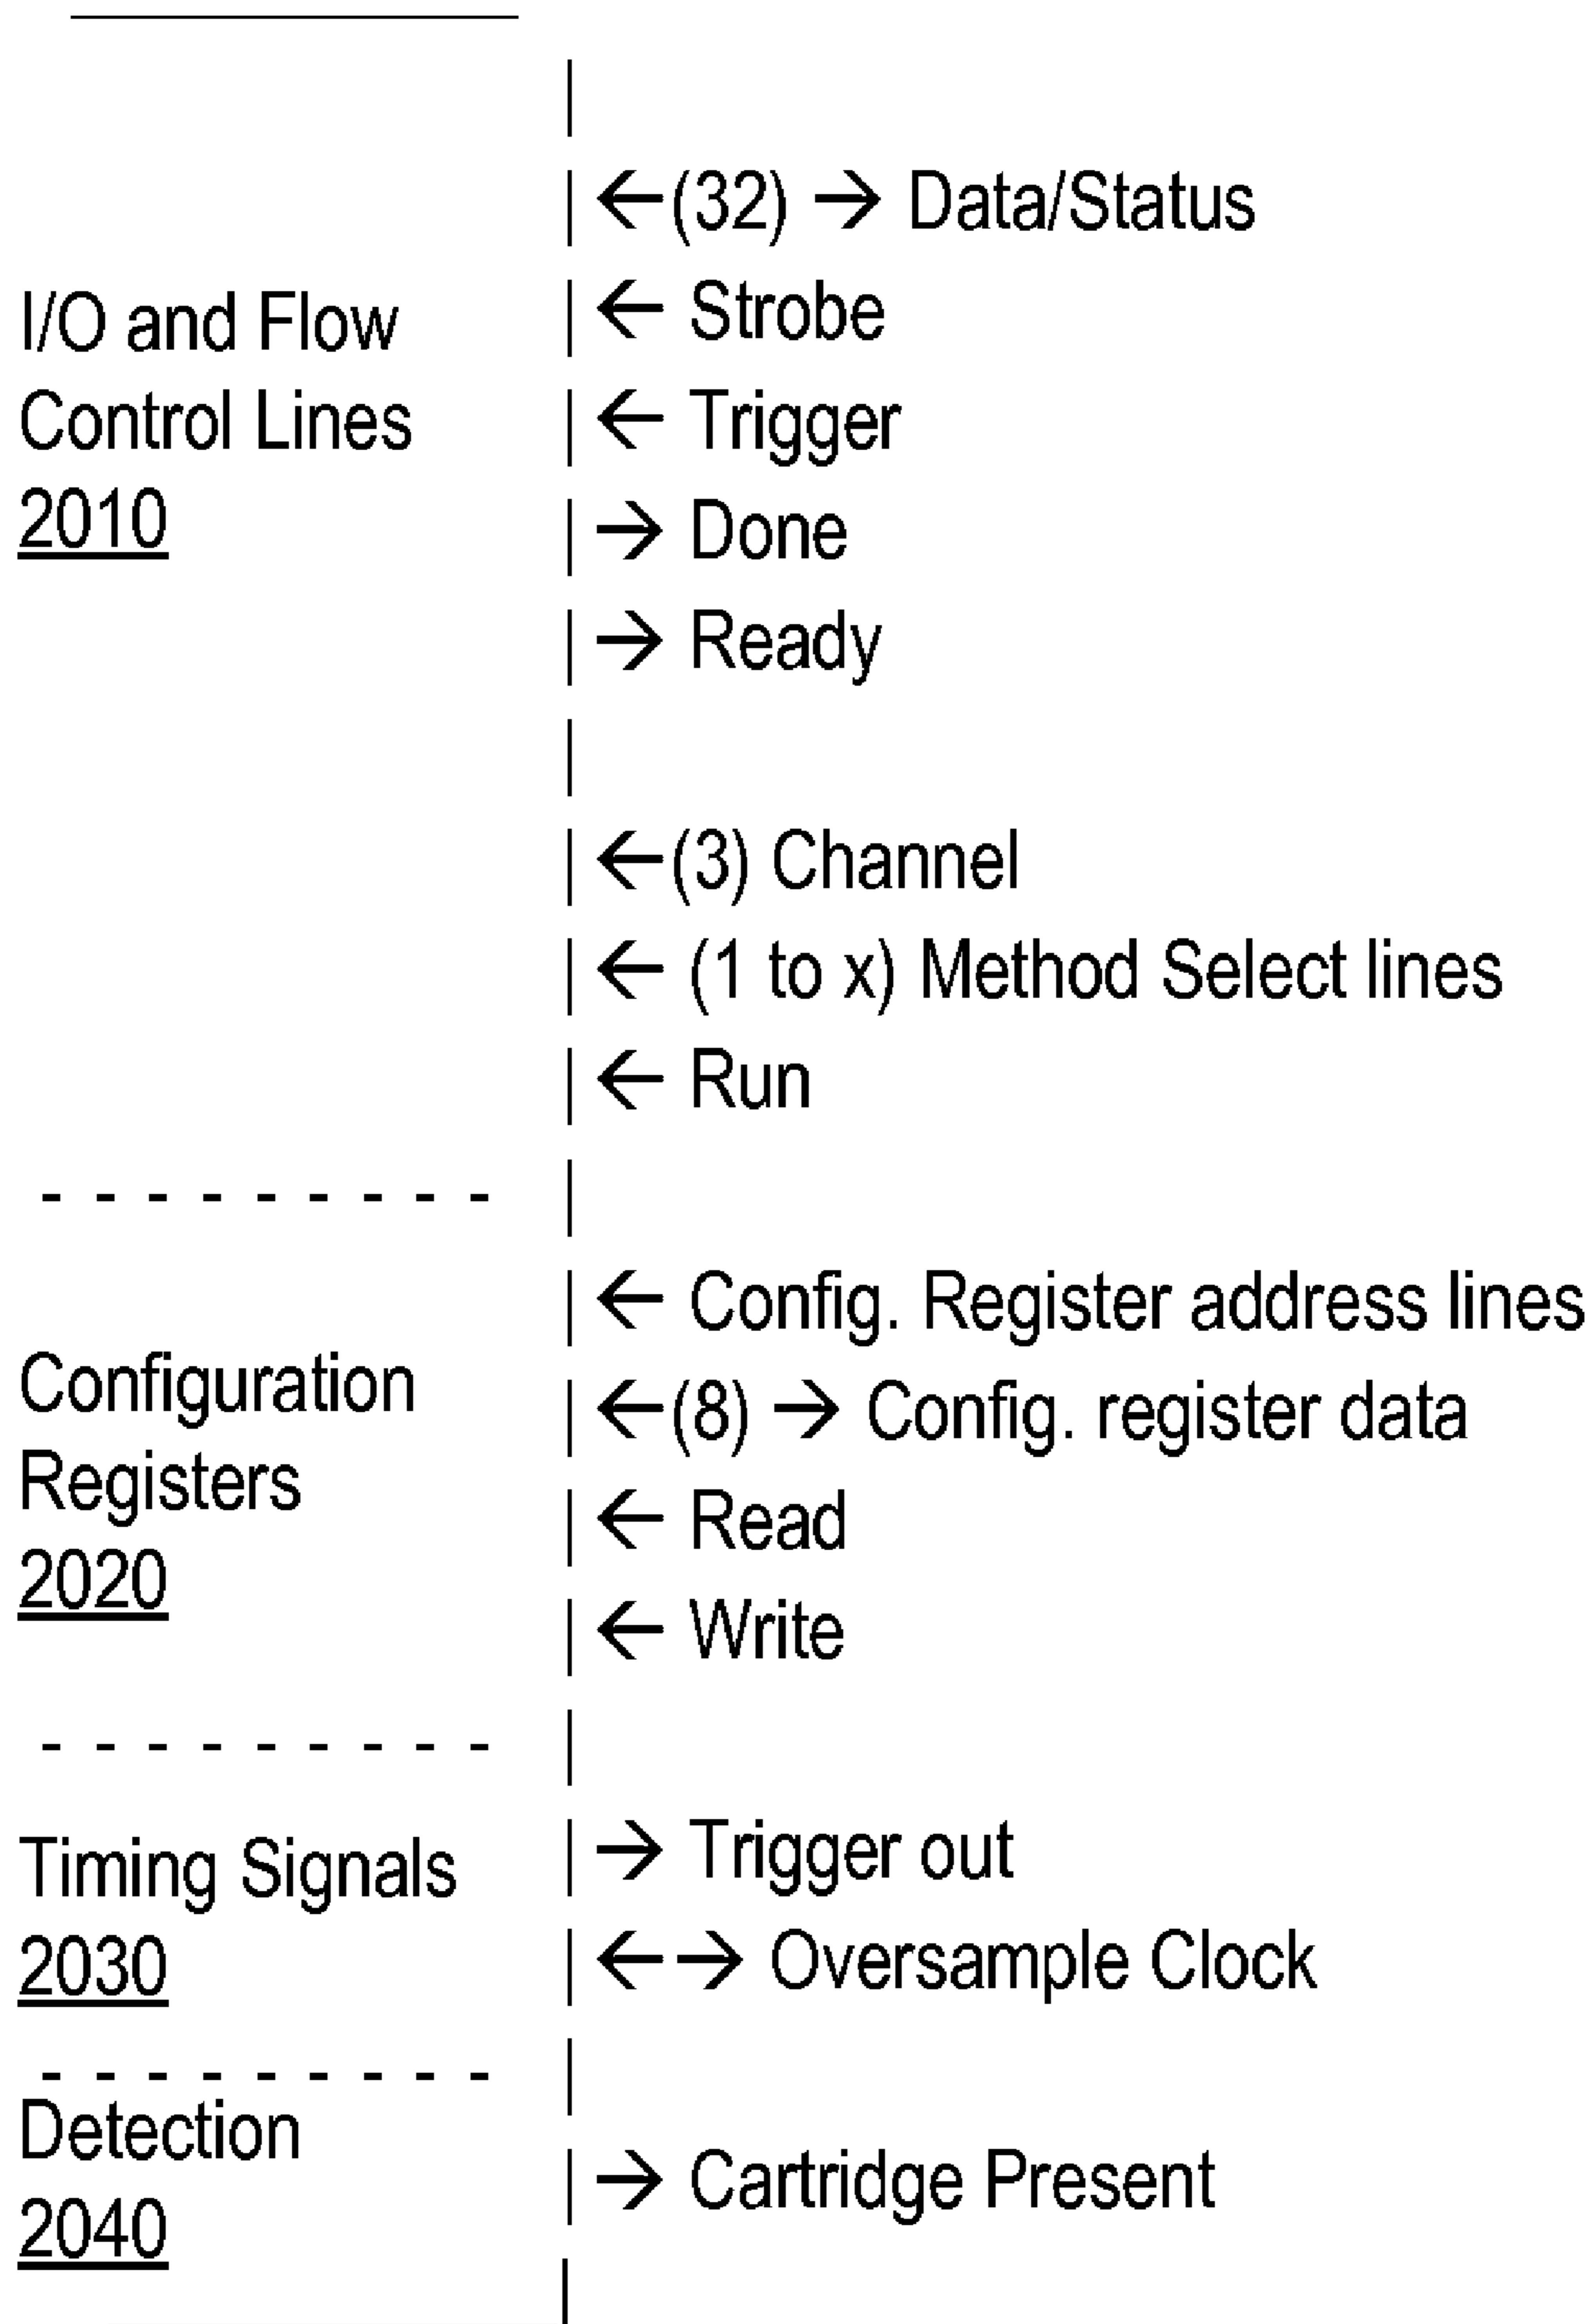 ←(32) → Data/Status
← Strobe
I/O and Flow
Control Lines
← Trigger
2010
→ Done
→ Ready
←(3) Channel
← (1 to x) Method Select lines
← Run
← Config. Register address lines
Configuration
←(8) → Config. register data
Registers
← Read
2020
← Write
→ Trigger out
Timing Signals
2030
←→ Oversample Clock
Detection
→ Cartridge Present
2040